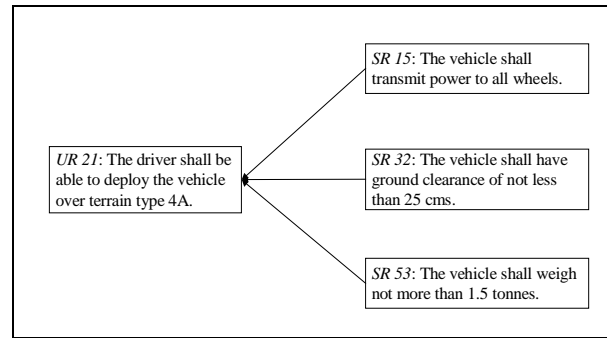 SR 15: The vehicle shall
transmit power to all wheels.
UR 21: The driver shall be
able to deploy the vehicle
over terrain type 4A.
SR 32: The vehicle shall have
ground clearance of not less
than 25 cms.
SR 53: The vehicle shall weigh
not more than 1.5 tonnes.